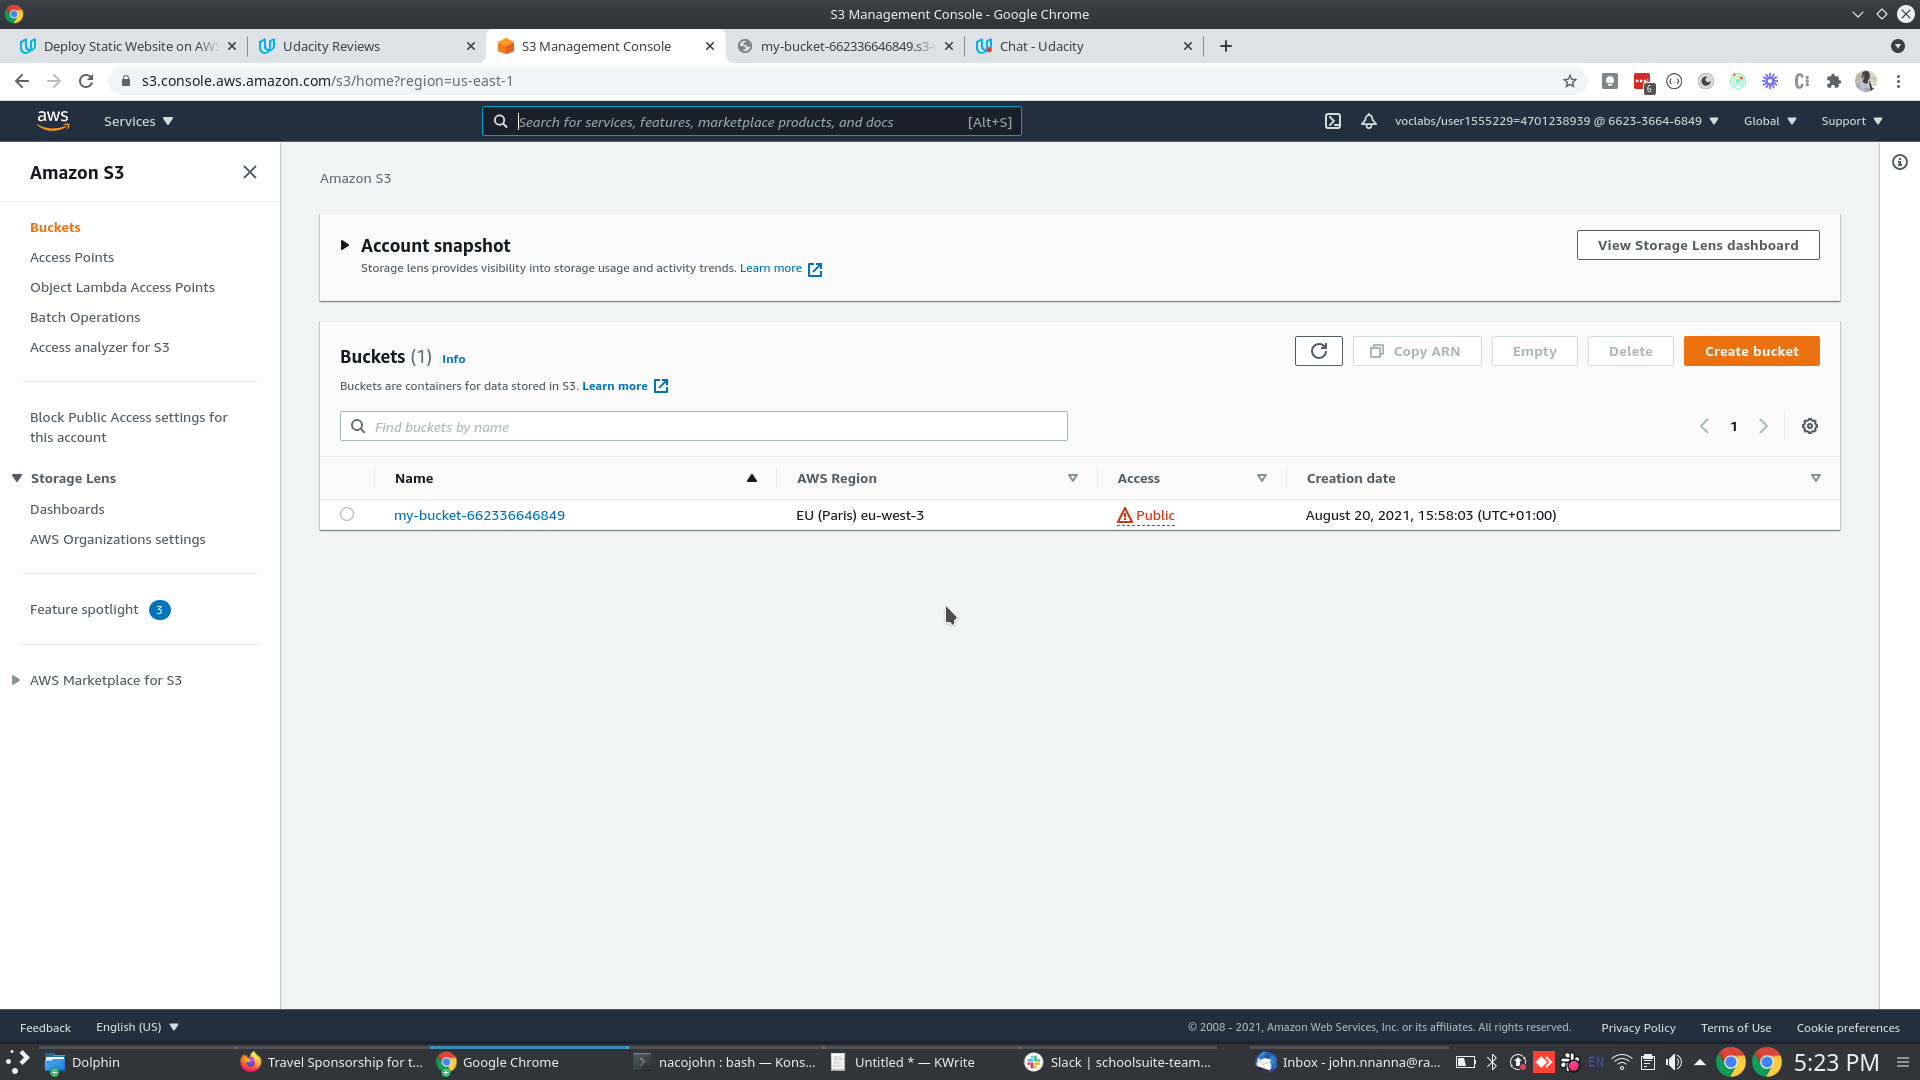 S3 Management Console - Google Chrome
Deploy Static Website on AW
Udacity Reviews
S3 Management Console
my-bucket-662336646849.s3-
Chat - Udacity
s3.console.aws.amazon.com/s3/home?region=us-east-1
6
aws
Services
Search for services, features, marketplace products, and docs
[Alt+S]
voclabs/user1555229=4701238939 @ 6623-3664-6849
Global
Support
Amazon S3
Buckets
Access Points
Object Lambda Access Points
Batch Operations
Access analyzer for S3
Block Public Access settings for
this account
Storage Lens
Dashboards
AWS Organizations settings
Feature spotlight 3
AWS Marketplace for S3
Amazon S3
Account snapshot
Storage lens provides visibility into storage usage and activity trends. Learn more
View Storage Lens dashboard
Buckets (1) Info
Buckets are containers for data stored in S3. Learn more
Copy ARN
Empty
Delete
Create bucket
Find buckets by name
1
Name
AWS Region
Access
Creation date
my-bucket-662336646849
EU (Paris) eu-west-3
Public
August 20, 2021, 15:58:03 (UTC+01:00)
Feedback
English (US)
© 2008 - 2021, Amazon Web Services, Inc. or its affiliates. All rights reserved.
Privacy Policy
Terms of Use
Cookie preferences
Dolphin
Travel Sponsorship for t...
Google Chrome
nacojohn : bash — Kons...
Untitled * — KWrite
Slack | schoolsuite-team...
Inbox - john.nnanna@ra...
EN
5:23 PM